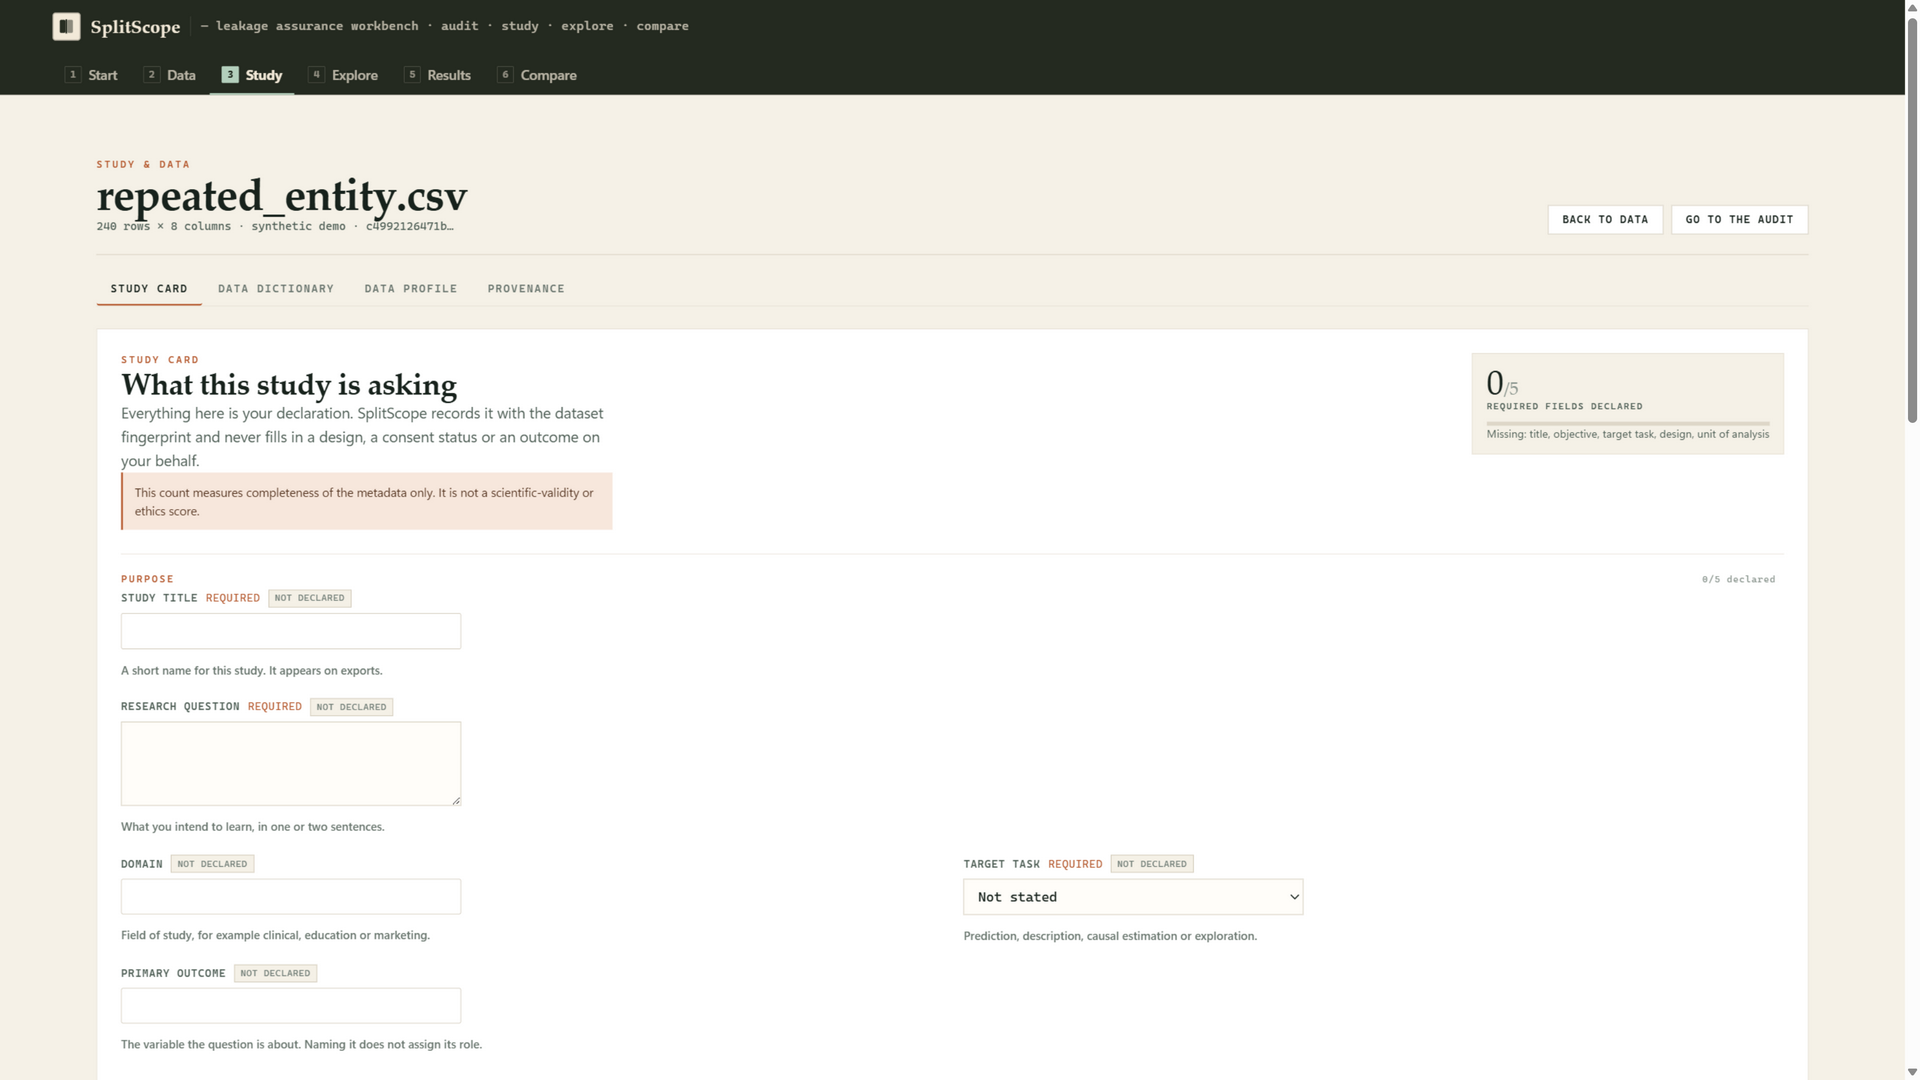 SplitScope — leakage assurance workbench · audit · study · explore · compare
1 Start 2 Data 3 Study 4 Explore 5 Results 6 Compare
STUDY & DATA
repeated_entity.csv
240 rows × 8 columns · synthetic demo · c4992126471b…
BACK TO DATA GO TO THE AUDIT
STUDY CARD DATA DICTIONARY DATA PROFILE PROVENANCE
STUDY CARD
What this study is asking
Everything here is your declaration. SplitScope records it with the dataset
fingerprint and never fills in a design, a consent status or an outcome on
your behalf.
This count measures completeness of the metadata only. It is not a scientific-validity or
ethics score.
0/5
REQUIRED FIELDS DECLARED
Missing: title, objective, target task, design, unit of analysis
PURPOSE 0/5 declared
STUDY TITLE REQUIRED NOT DECLARED
A short name for this study. It appears on exports.
RESEARCH QUESTION REQUIRED NOT DECLARED
What you intend to learn, in one or two sentences.
DOMAIN NOT DECLARED
Field of study, for example clinical, education or marketing.
TARGET TASK REQUIRED NOT DECLARED
Not stated
Prediction, description, causal estimation or exploration.
PRIMARY OUTCOME NOT DECLARED
The variable the question is about. Naming it does not assign its role.